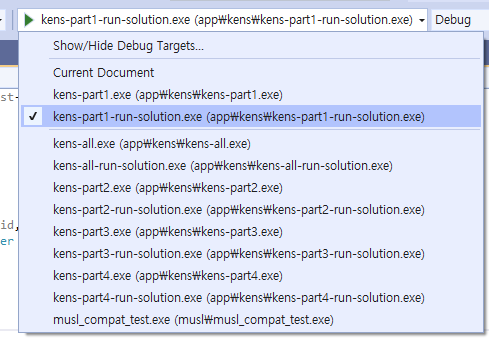 kens-part1-run-solution.exe (app₩kens₩kens-part1-run-solution.exe) Debug
Show/Hide Debug Targets...
Current Document
kens-part1.exe (app₩kens₩kens-part1.exe)
kens-part1-run-solution.exe (app₩kens₩kens-part1-run-solution.exe)
kens-all.exe (app₩kens₩kens-all.exe)
kens-all-run-solution.exe (app₩kens₩kens-all-run-solution.exe)
kens-part2.exe (app₩kens₩kens-part2.exe)
kens-part2-run-solution.exe (app₩kens₩kens-part2-run-solution.exe)
kens-part3.exe (app₩kens₩kens-part3.exe)
kens-part3-run-solution.exe (app₩kens₩kens-part3-run-solution.exe)
kens-part4.exe (app₩kens₩kens-part4.exe)
kens-part4-run-solution.exe (app₩kens₩kens-part4-run-solution.exe)
musl_compat_test.exe (musl₩musl_compat_test.exe)